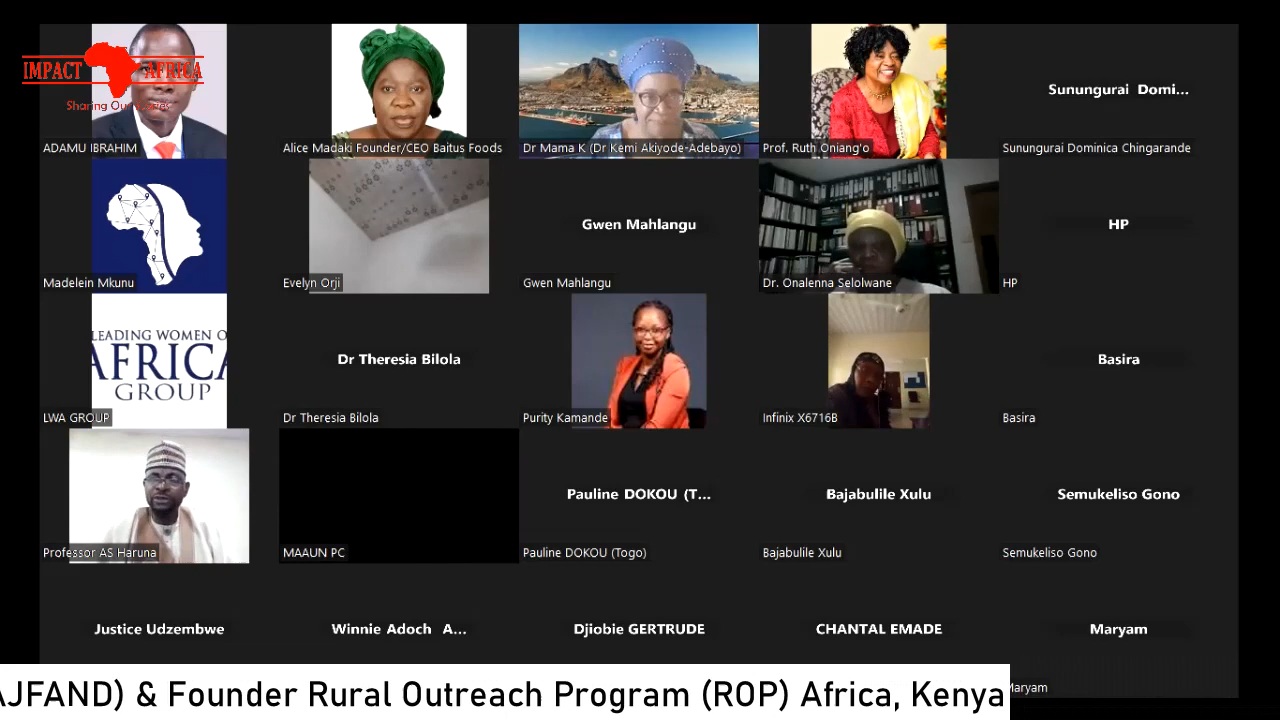 IMPACT AFRICA
Sharing Our
ADAMU IBRAHIM
Alice Madaki Founder/CEO Baitus Foods
Dr Mama K (Dr Kemi Akiyode-Adebayo)
Prof. Ruth Oniang'o
Sunungurai Domi...
Sunungurai Dominica Chingarande
Madelein Mkunu
Evelyn Orji
Gwen Mahlangu
Gwen Mahlangu
Dr. Onalenna Selolwane
HP
HP
LEADING WOMEN O
AFRICA
GROUP
LWA GROUP
Dr Theresia Bilola
Dr Theresia Bilola
Purity Kamande
Infinix X6716B
Basira
Basira
Professor AS Haruna
MAAUN PC
Pauline DOKOU (T...
Pauline DOKOU (Togo)
Bajabulile Xulu
Bajabulile Xulu
Semukeliso Gono
Semukeliso Gono
Justice Udzembwe
Winnie Adoch A...
Djiobie GERTRUDE
CHANTAL EMADE
Maryam
Maryam
AJFAND) & Founder Rural Outreach Program (ROP) Africa, Kenya